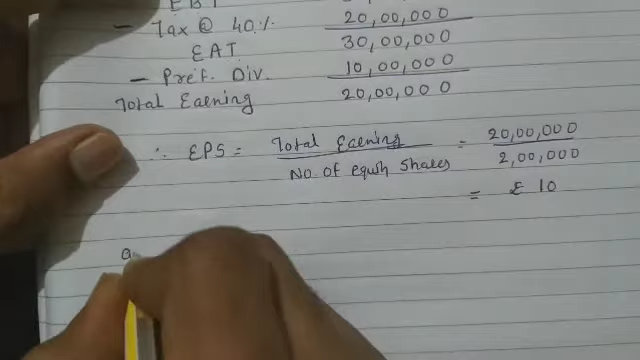 EBT
- Tax @ 40% 20,00,000
EAT 30,00,000
- Pref. Div. 10,00,000
Total Earning 20,00,000
∴ EPS = Total Earning / No. of equity shares = 20,00,000 / 2,00,000
= £ 10
a